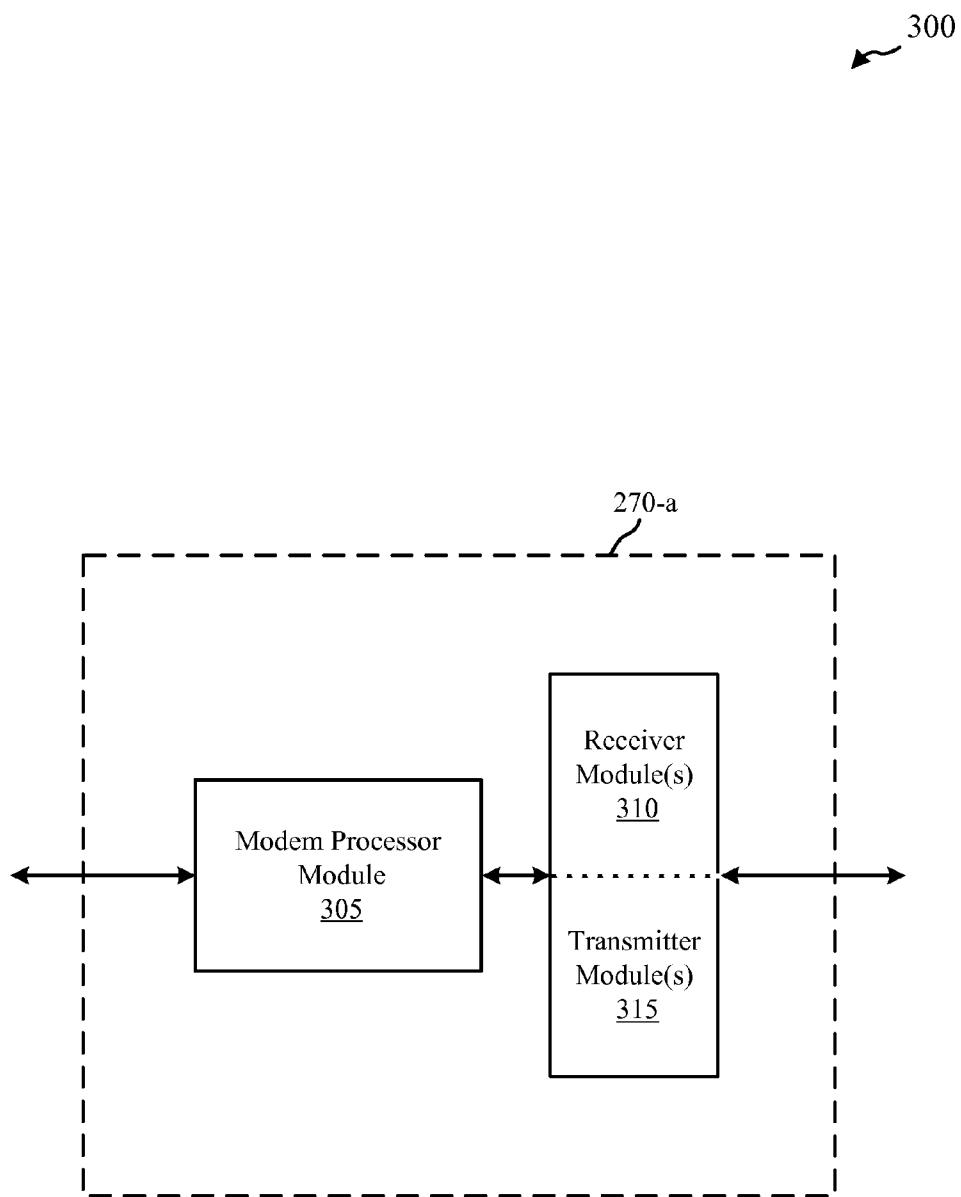 300
270-a
Modem Processor
Module
305
Receiver
Module(s)
310
Transmitter
Module(s)
315